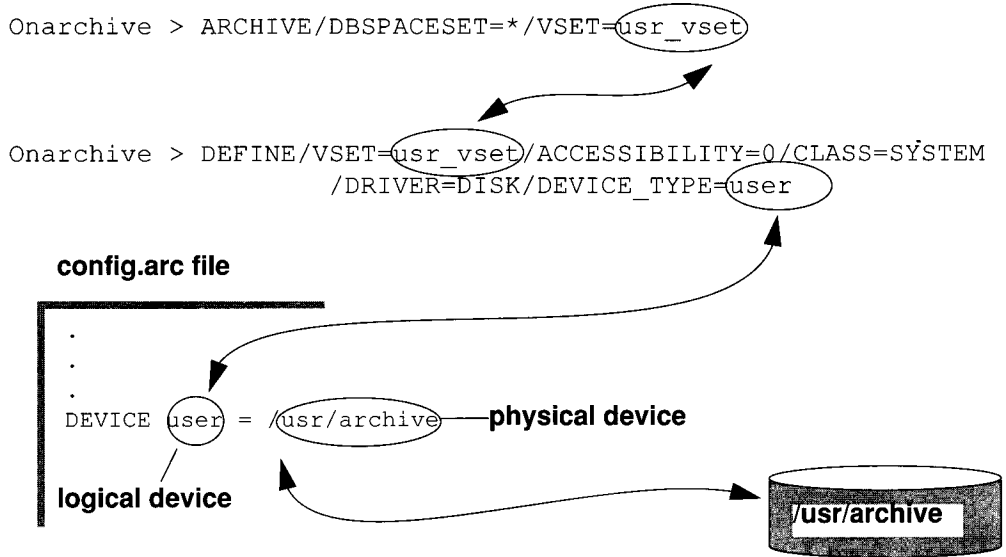 Onarchive > ARCHIVE/DBSPACESET=*/VSET=usr_vset
Onarchive > DEFINE/VSET=usr_vset/ACCESSIBILITY=0/CLASS=SYSTEM
/DRIVER=DISK/DEVICE_TYPE=user
config.arc file
.
.
.
DEVICE user = /usr/archive physical device
logical device
/usr/archive